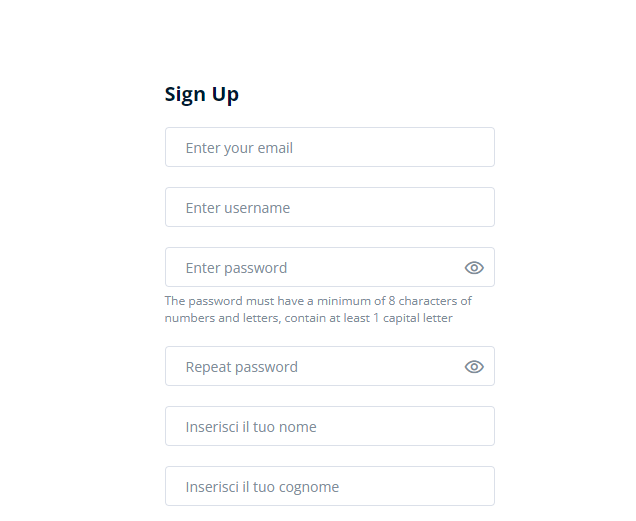 Sign Up
Enter your email
Enter username
Enter password
The password must have a minimum of 8 characters of
numbers and letters, contain at least 1 capital letter
Repeat password
Inserisci il tuo nome
Inserisci il tuo cognome